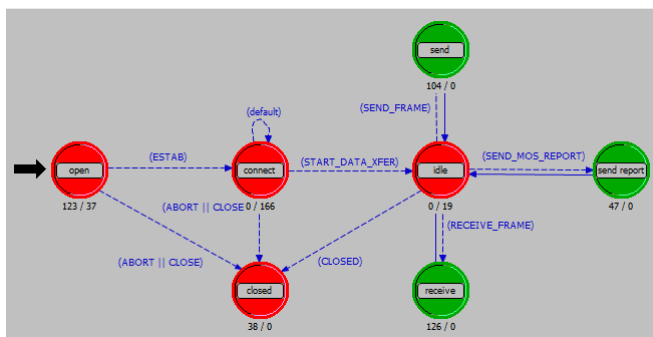 send
104 / 0
(SEND_FRAME)
(default)
(ESTAB)
(START_DATA_XFER)
(SEND_MOS_REPORT)
open
connect
idle
send report
123 / 37
(ABORT || CLOSE
0 / 166
0 / 19
47 / 0
(RECEIVE_FRAME)
(ABORT || CLOSE)
(CLOSED)
closed
receive
38 / 0
126 / 0